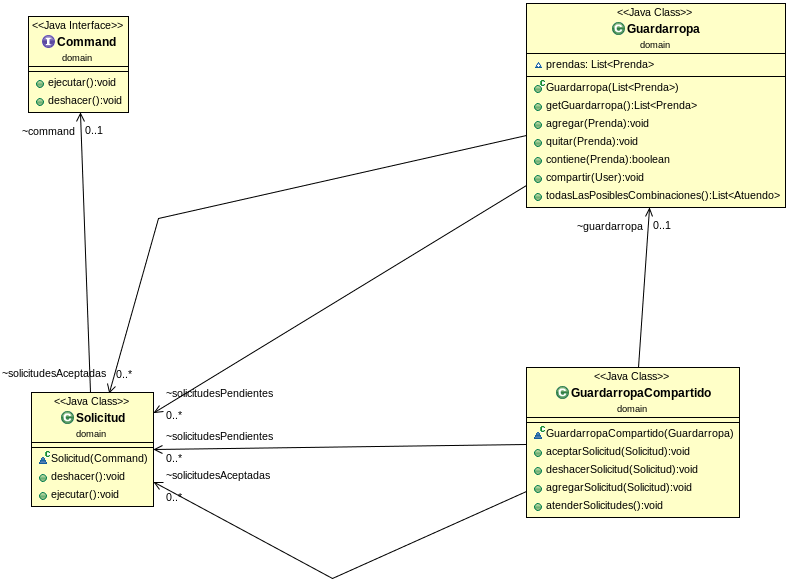 <<Java Interface>>
Command
domain
ejecutar():void
deshacer():void
~command
0..1
<<Java Class>>
Guardarropa
domain
prendas: List<Prenda>
Guardarropa(List<Prenda>)
getGuardarropa():List<Prenda>
agregar(Prenda):void
quitar(Prenda):void
contiene(Prenda):boolean
compartir(User):void
todasLasPosiblesCombinaciones():List<Atuendo>
~guardarropa
0..1
~solicitudesAceptadas
0..*
<<Java Class>>
Solicitud
domain
Solicitud(Command)
deshacer():void
ejecutar():void
~solicitudesPendientes
0..*
~solicitudesPendientes
0..*
~solicitudesAceptadas
0..*
<<Java Class>>
GuardarropaCompartido
domain
GuardarropaCompartido(Guardarropa)
aceptarSolicitud(Solicitud):void
deshacerSolicitud(Solicitud):void
agregarSolicitud(Solicitud):void
atenderSolicitudes():void